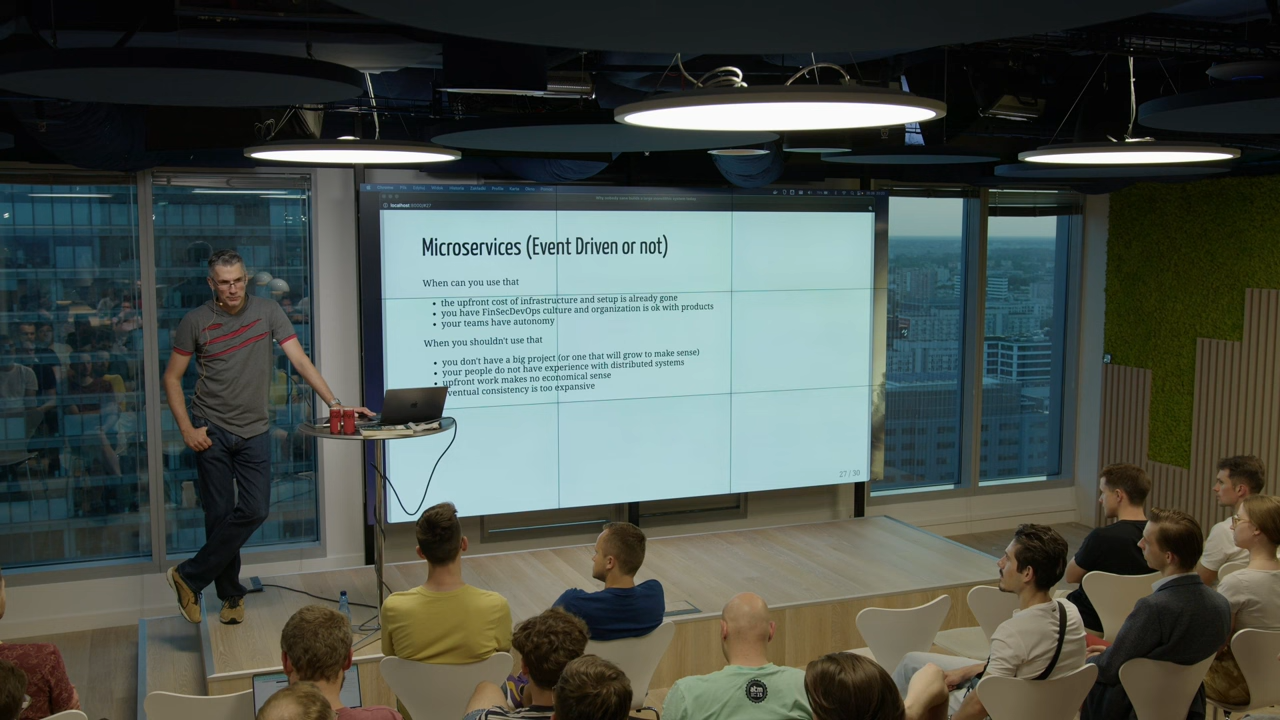 localhost
Microservices (Event Driven or not)
When can you use that
• the upfront cost of infrastructure and setup is already gone
• you have FinSecDevOps culture and organization is ok with products
• your teams have autonomy
When you shouldn't use that
• you don't have a big project (or one that will grow to make sense)
• your people do not have experience with distributed systems
• upfront work makes no economical sense
ventual consistency is too expansive
27 / 30
atm